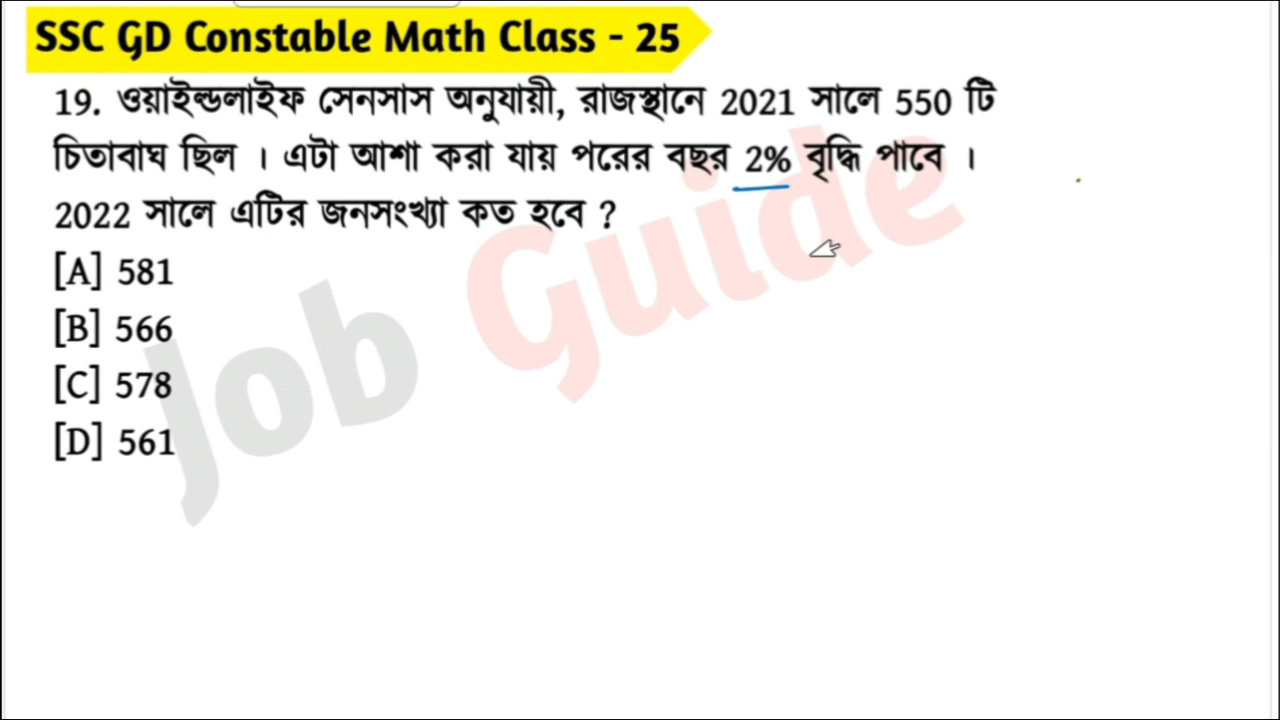 SSC GD Constable Math Class - 25
19. ওয়াইল্ডলাইফ সেনসাস অনুযায়ী, রাজস্থানে 2021 সালে 550 টি
চিতাবাঘ ছিল । এটা আশা করা যায় পরের বছর 2% বৃদ্ধি পাবে ।
2022 সালে এটির জনসংখ্যা কত হবে ?
[A] 581
[B] 566
[C] 578
[D] 561
Job Guide